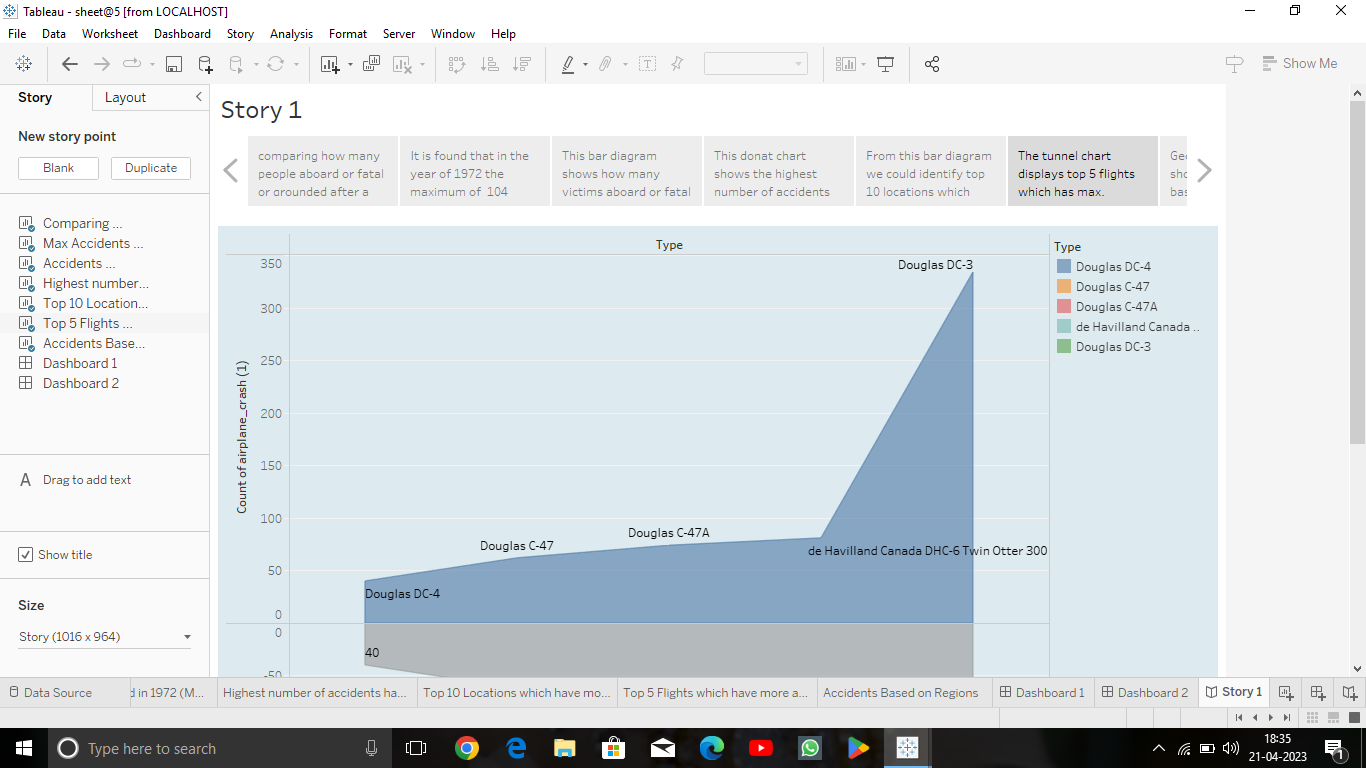 Tableau - sheet@5 [from LOCALHOST]
File Data Worksheet Dashboard Story Analysis Format Server Window Help
Show Me
Story Layout
New story point
Blank Duplicate
Comparing ...
Max Accidents ...
Accidents ...
Highest number...
Top 10 Location...
Top 5 Flights ...
Accidents Base...
Dashboard 1
Dashboard 2
A Drag to add text
Show title
Size
Story (1016 x 964)
Story 1
comparing how many
people aboard or fatal
or grounded after a
It is found that in the
year of 1972 the
maximum of 104
This bar diagram
shows how many
victims aboard or fatal
This donat chart
shows the highest
number of accidents
From this bar diagram
we could identify top
10 locations which
The tunnel chart
displays top 5 flights
which has max.
Type
350
300
250
200
150
100
50
0
0
-50
Count of airplane_crash (1)
Douglas DC-3
Douglas C-47
Douglas C-47A
de Havilland Canada DHC-6 Twin Otter 300
Douglas DC-4
40
Type
Douglas DC-4
Douglas C-47
Douglas C-47A
de Havilland Canada ..
Douglas DC-3
Data Source d in 1972 (M... Highest number of accidents ha... Top 10 Locations which have mo... Top 5 Flights which have more a... Accidents Based on Regions Dashboard 1 Dashboard 2 Story 1
Type here to search
18:35
21-04-2023
1